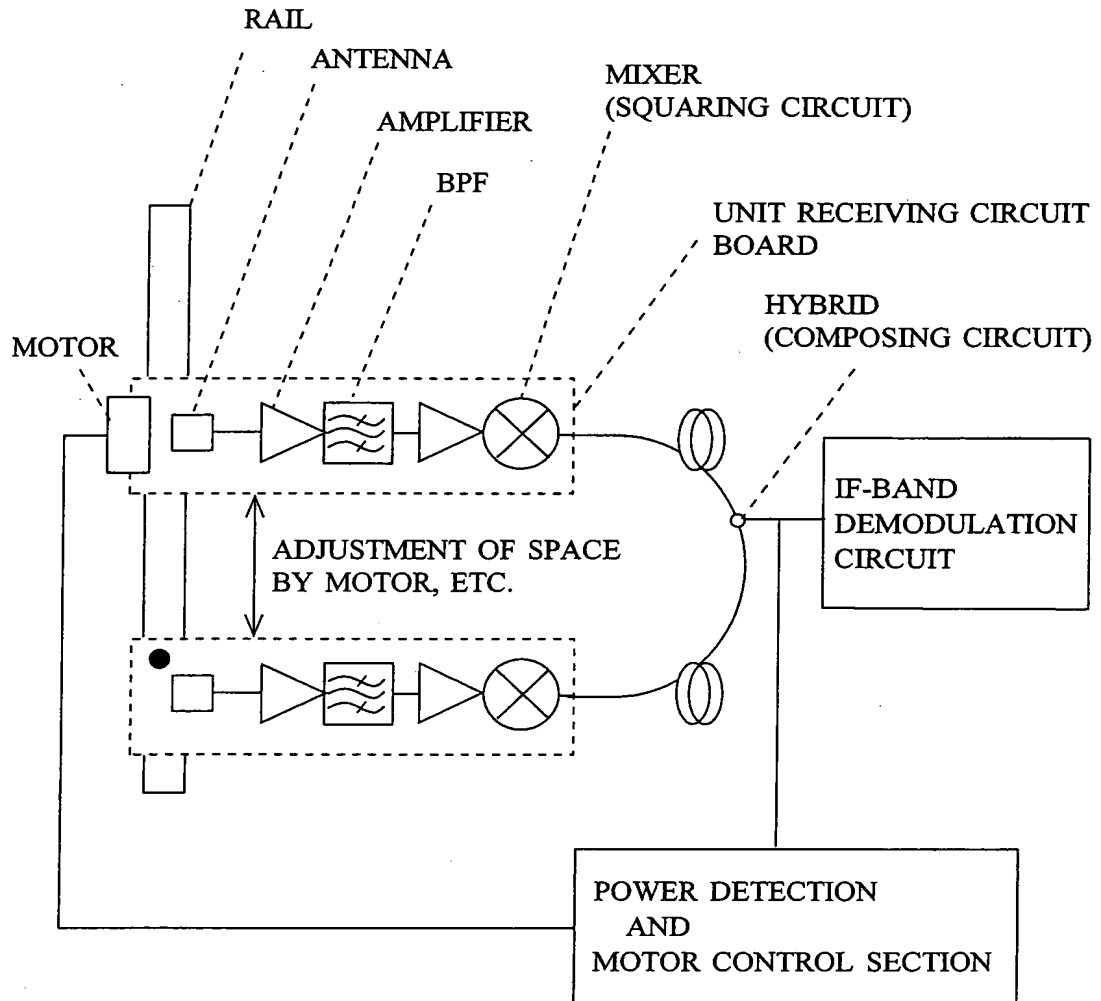 RAIL
ANTENNA
AMPLIFIER
BPF
MIXER
(SQUARING CIRCUIT)
UNIT RECEIVING CIRCUIT
BOARD
HYBRID
(COMPOSING CIRCUIT)
MOTOR
IF-BAND
DEMODULATION
CIRCUIT
ADJUSTMENT OF SPACE
BY MOTOR, ETC.
POWER DETECTION
AND
MOTOR CONTROL SECTION